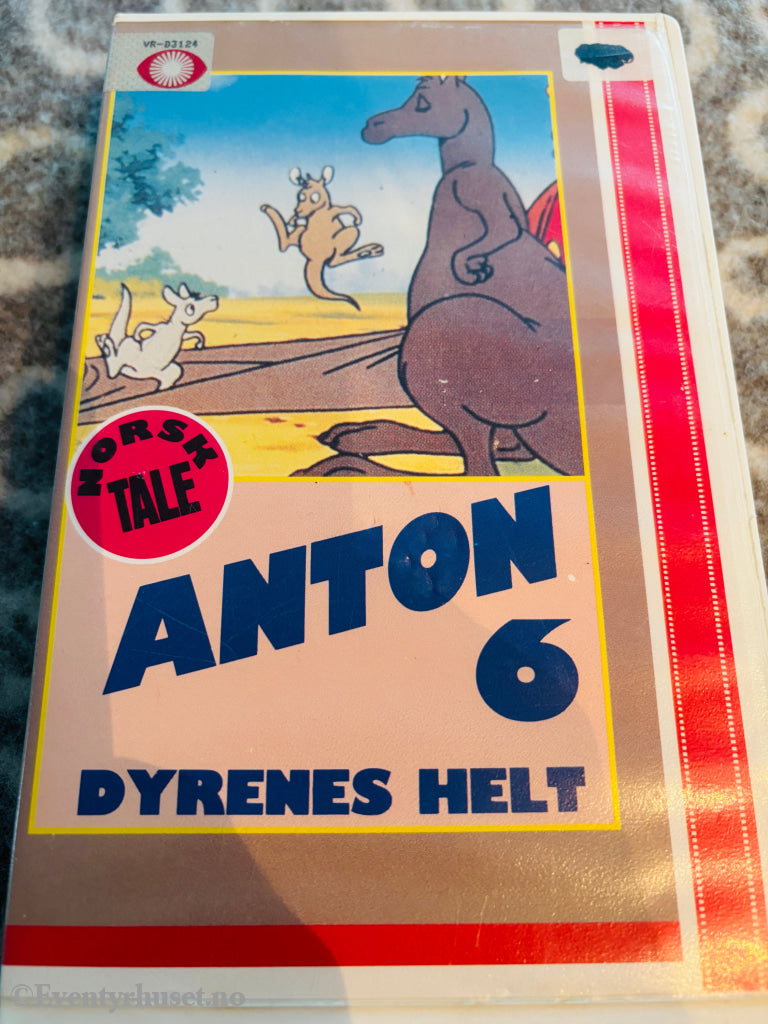 VR-D3124
NORSK
TALE
ANTON
6
DYRENES HELT
©Eventyrhuset.no